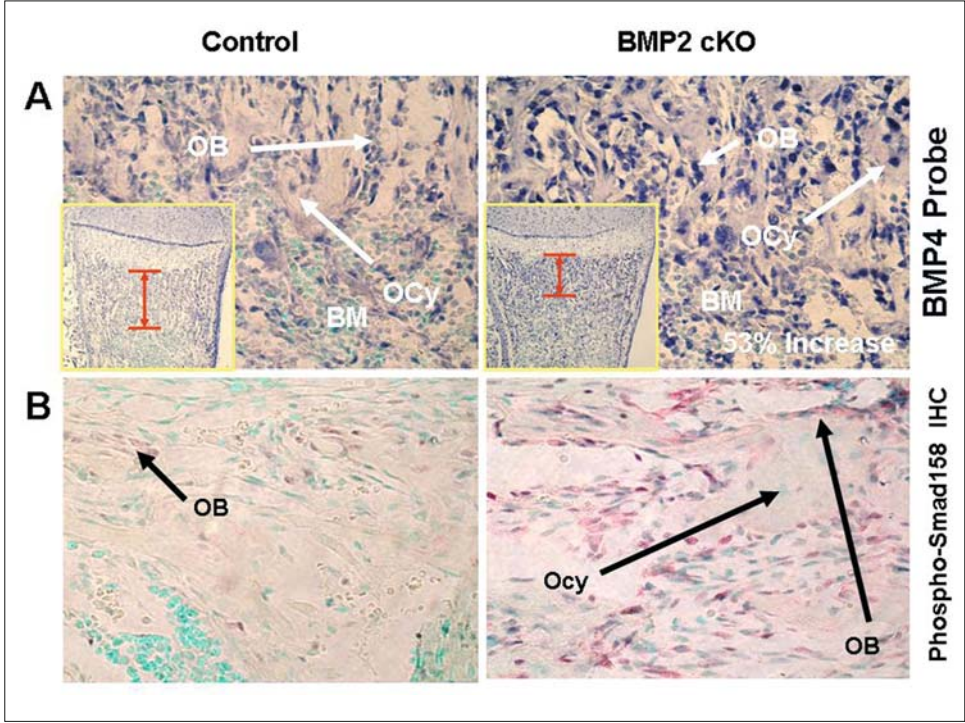 Control
BMP2 cKO
A
OB
OCy
BM
OB
OCy
BM
53% Increase
BMP4 Probe
B
OB
Ocy
OB
Phospho-Smad158 IHC